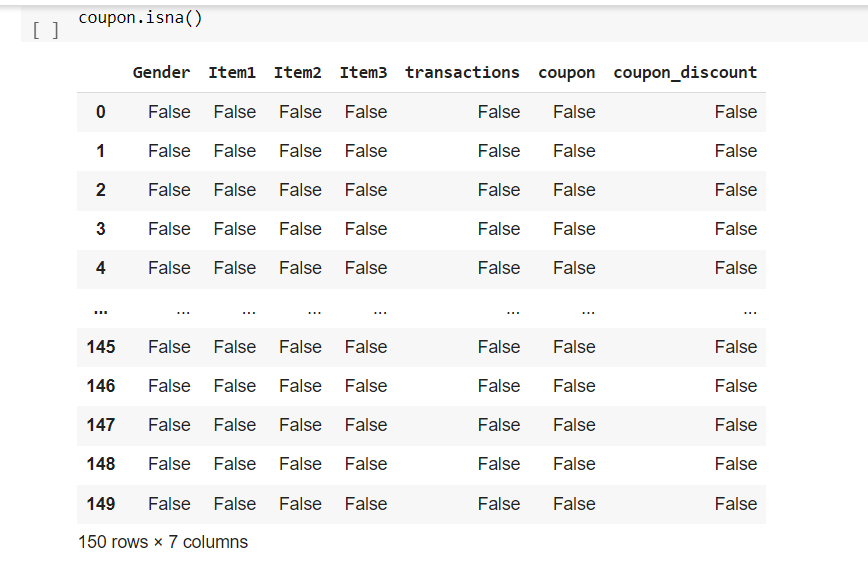 coupon.isna()
[ ]
Gender Item1 Item2 Item3 transactions coupon coupon_discount
0 False False False False False False False
1 False False False False False False False
2 False False False False False False False
3 False False False False False False False
4 False False False False False False False
... ... ... ... ... ... ... ...
145 False False False False False False False
146 False False False False False False False
147 False False False False False False False
148 False False False False False False False
149 False False False False False False False
150 rows × 7 columns